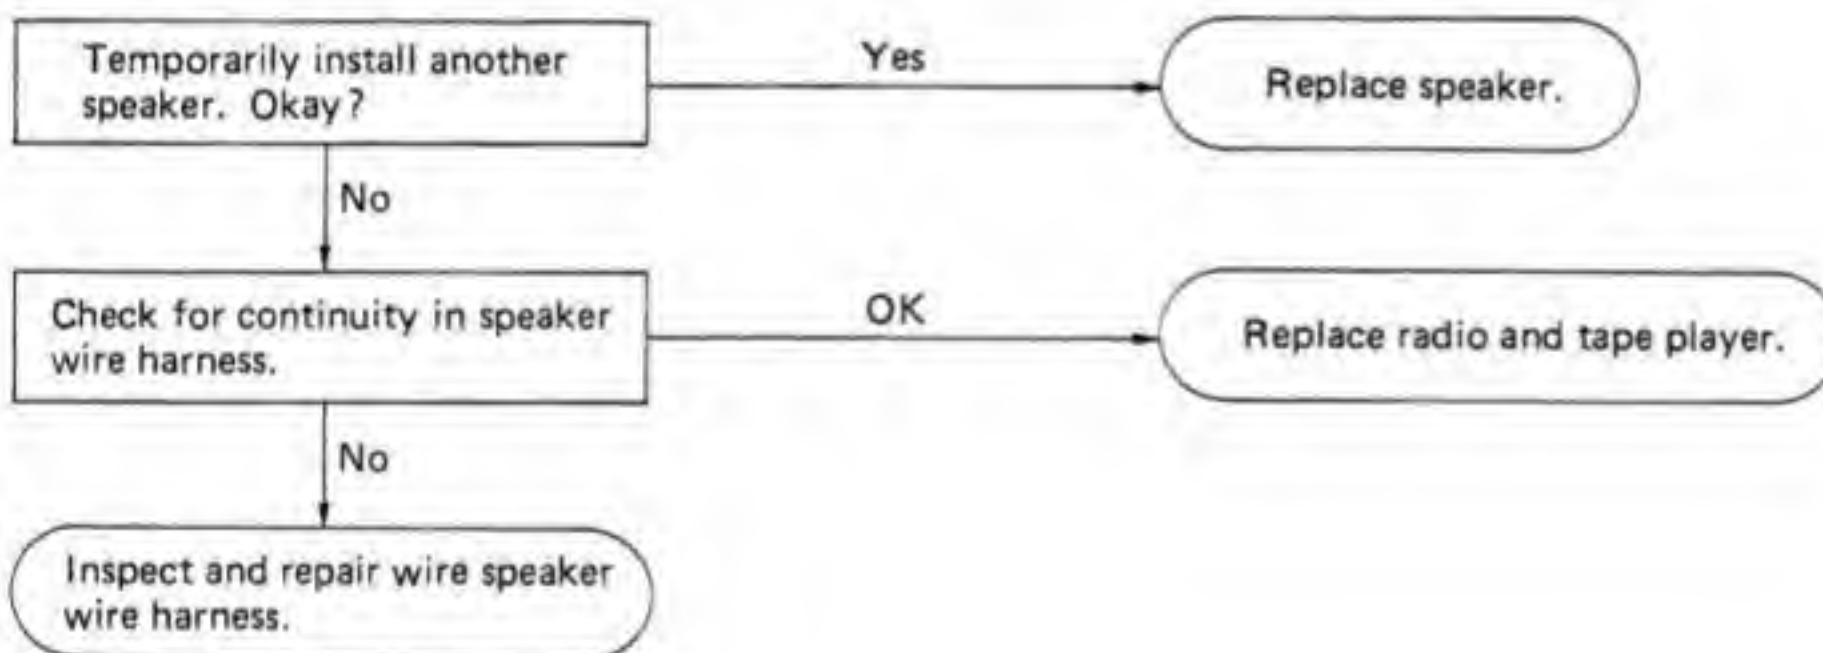 Temporarily install another
speaker. Okay?
Yes
Replace speaker.
No
Check for continuity in speaker
wire harness.
OK
Replace radio and tape player.
No
Inspect and repair wire speaker
wire harness.